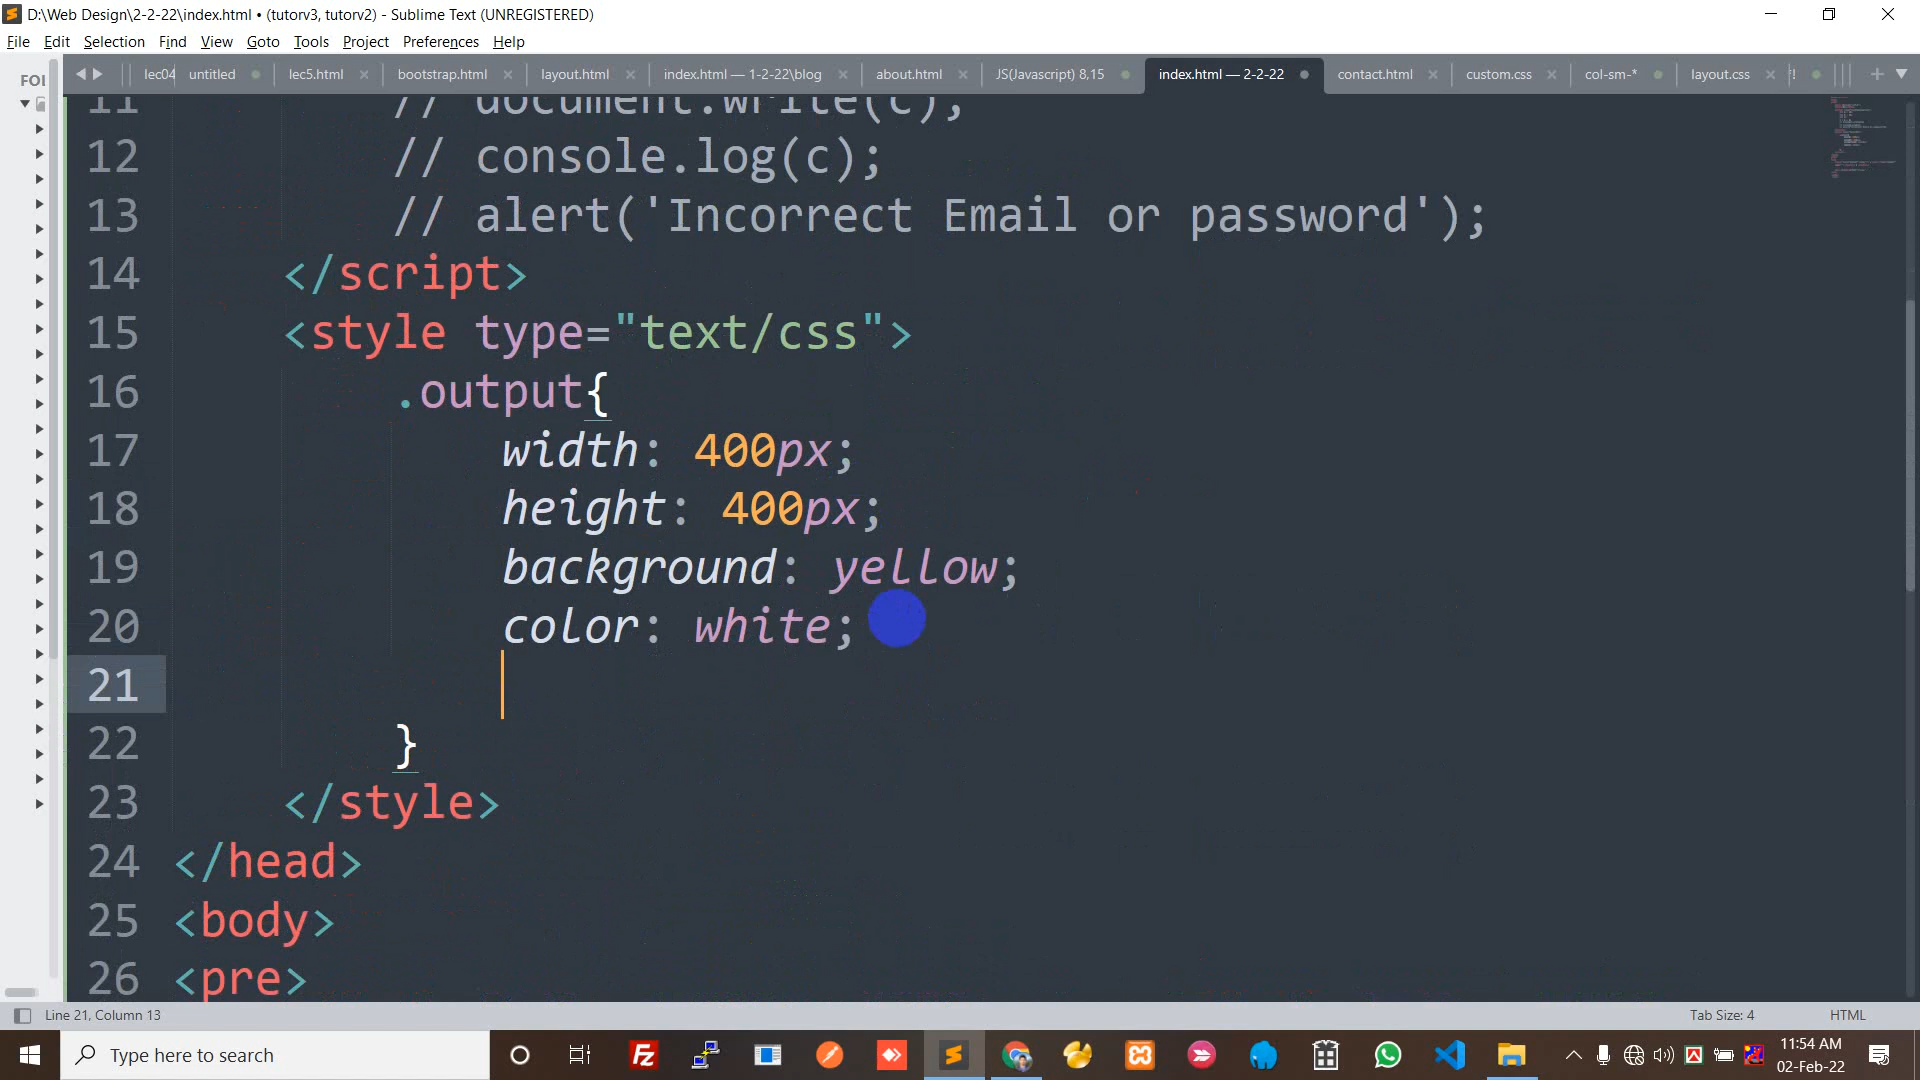 D:\Web Design\2-2-22\index.html • (tutorv3, tutorv2) - Sublime Text (UNREGISTERED)
File Edit Selection Find View Goto Tools Project Preferences Help
FOI
lec04 untitled lec5.html bootstrap.html layout.html index.html — 1-2-22\blog about.html JS(Javascript) 8,15 index.html — 2-2-22 contact.html custom.css col-sm-* layout.css
11 // document.write(c);
12 // console.log(c);
13 // alert('Incorrect Email or password');
14 </script>
15 <style type="text/css">
16 .output{
17 width: 400px;
18 height: 400px;
19 background: yellow;
20 color: white;
21
22 }
23 </style>
24 </head>
25 <body>
26 <pre>
Line 21, Column 13 Tab Size: 4 HTML
Type here to search
11:54 AM
02-Feb-22